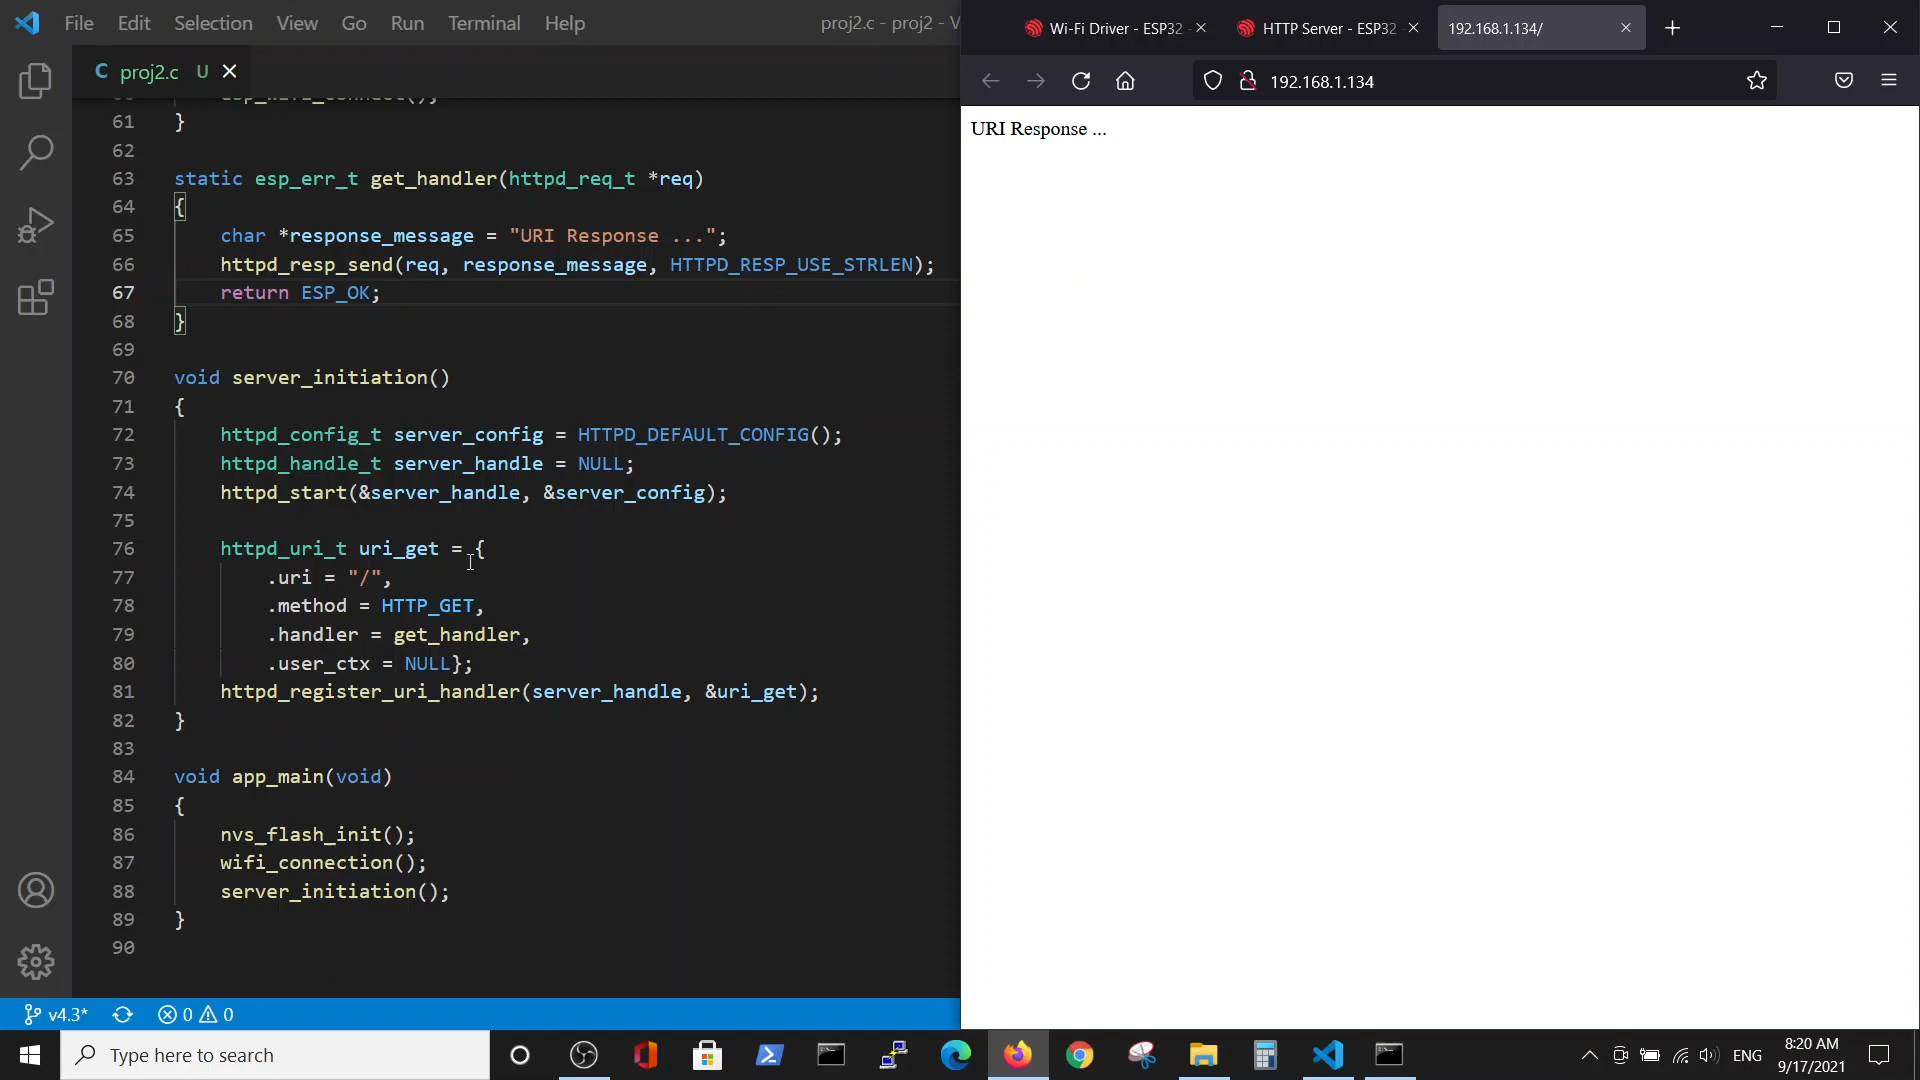 File Edit Selection View Go Run Terminal Help
proj2.c - proj2 - V
C proj2.c U
61 }
62
63 static esp_err_t get_handler(httpd_req_t *req)
64 {
65 char *response_message = "URI Response ...";
66 httpd_resp_send(req, response_message, HTTPD_RESP_USE_STRLEN);
67 return ESP_OK;
68 }
69
70 void server_initiation()
71 {
72 httpd_config_t server_config = HTTPD_DEFAULT_CONFIG();
73 httpd_handle_t server_handle = NULL;
74 httpd_start(&server_handle, &server_config);
75
76 httpd_uri_t uri_get = {
77 .uri = "/",
78 .method = HTTP_GET,
79 .handler = get_handler,
80 .user_ctx = NULL};
81 httpd_register_uri_handler(server_handle, &uri_get);
82 }
83
84 void app_main(void)
85 {
86 nvs_flash_init();
87 wifi_connection();
88 server_initiation();
89 }
90
v4.3* 0 0
Wi-Fi Driver - ESP32 HTTP Server - ESP32 192.168.1.134/
192.168.1.134
URI Response ...
Type here to search
ENG
8:20 AM
9/17/2021